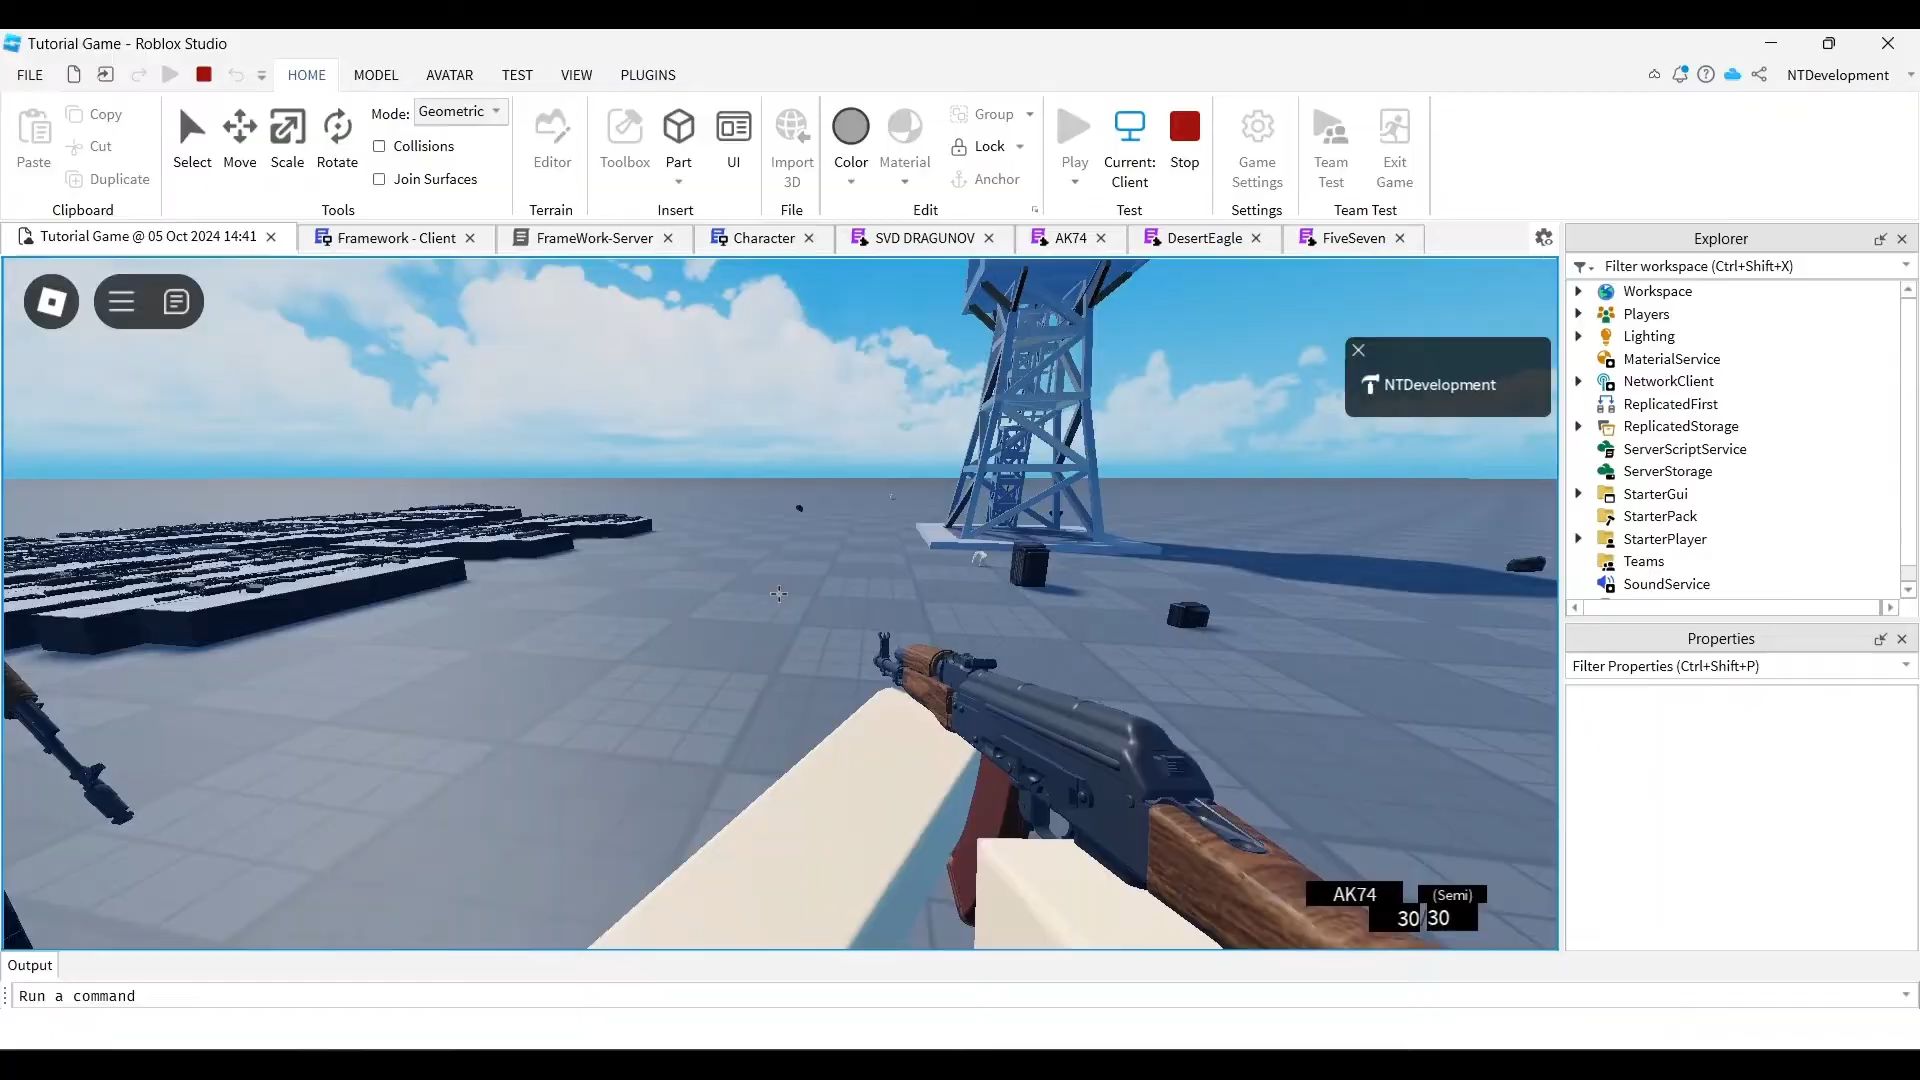 Tutorial Game - Roblox Studio
FILE HOME MODEL AVATAR TEST VIEW PLUGINS NTDevelopment
Paste
Copy
Cut
Duplicate
Clipboard
Select Move Scale Rotate
Mode: Geometric
Collisions
Join Surfaces
Tools
Editor
Terrain
Toolbox Part UI
Insert
Import
3D
File
Color Material
Group
Lock
Anchor
Edit
Play
Current:
Client
Stop
Test
Game
Settings
Settings
Team
Test
Exit
Game
Team Test
Tutorial Game @ 05 Oct 2024 14:41 Framework - Client FrameWork-Server Character SVD DRAGUNOV AK74 DesertEagle FiveSeven
NTDevelopment
AK74 (Semi)
30/30
Explorer
Filter workspace (Ctrl+Shift+X)
Workspace
Players
Lighting
MaterialService
NetworkClient
ReplicatedFirst
ReplicatedStorage
ServerScriptService
ServerStorage
StarterGui
StarterPack
StarterPlayer
Teams
SoundService
Properties
Filter Properties (Ctrl+Shift+P)
Output
Run a command